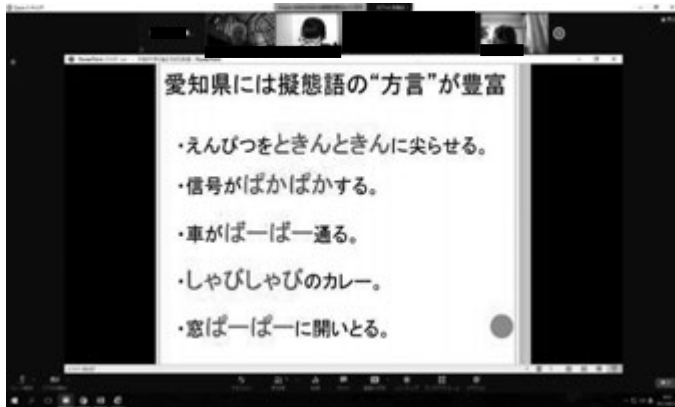 愛知県には擬態語の“方言”が豊富
・えんぴつをときんときんに尖らせる。
・信号がぱかぱかする。
・車がばーばー通る。
・しゃびしゃびのカレー。
・窓ぱーぱーに開いとる。